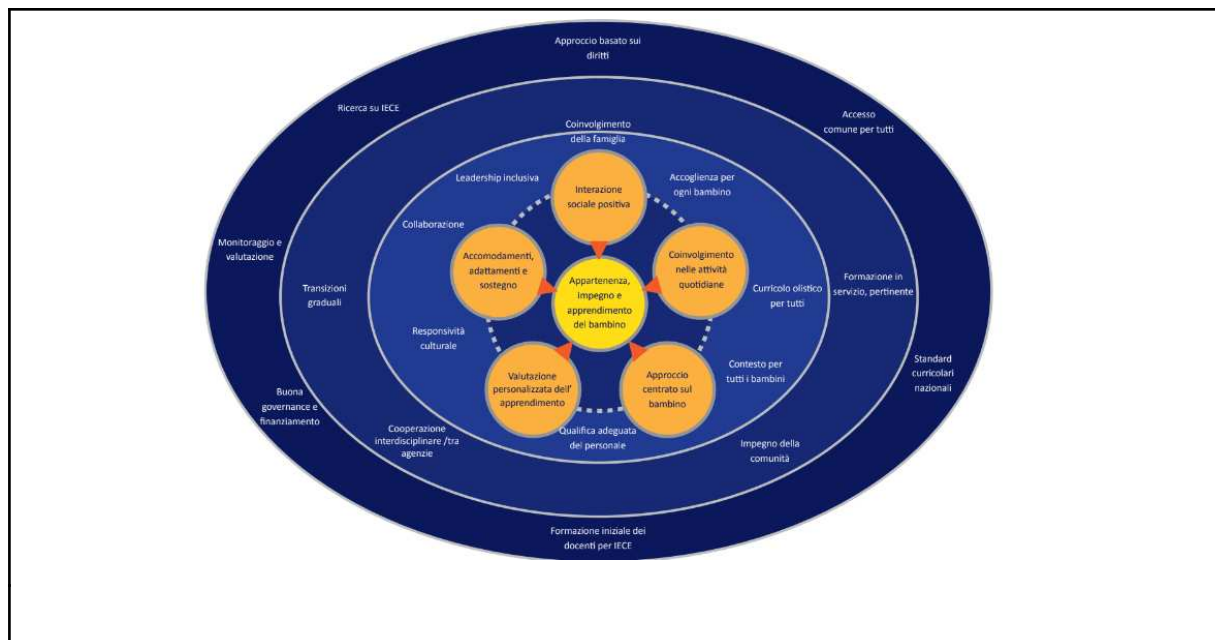 Approccio basato sui
diritti
Ricerca su IECE
Accesso
comune per tutti
Coinvolgimento
della famiglia
Leadership inclusiva
Accoglienza per
ogni bambino
Interazione
sociale positiva
Collaborazione
Monitoraggio e
valutazione
Accomodamenti,
adattamenti e
sostegno
Coinvolgimento
nelle attività
quotidiane
Appartenenza,
impegno e
apprendimento
dei bambino
Transizioni
graduali
Curricolo olistico
per tutti
Formazione in
servizio, pertinente
Responsività
culturale
Contesto per
tutti i bambini
Standard
curricolari
nazionali
Valutazione
personalizzata dell'
apprendimento
Approccio
centrato sul
bambino
Buona
governance e
finanziamento
Cooperazione
interdisciplinare /tra
agenzie
Qualifica adeguata
dei personale
Impegno della
comunità
Formazione iniziale dei
docenti per IECE